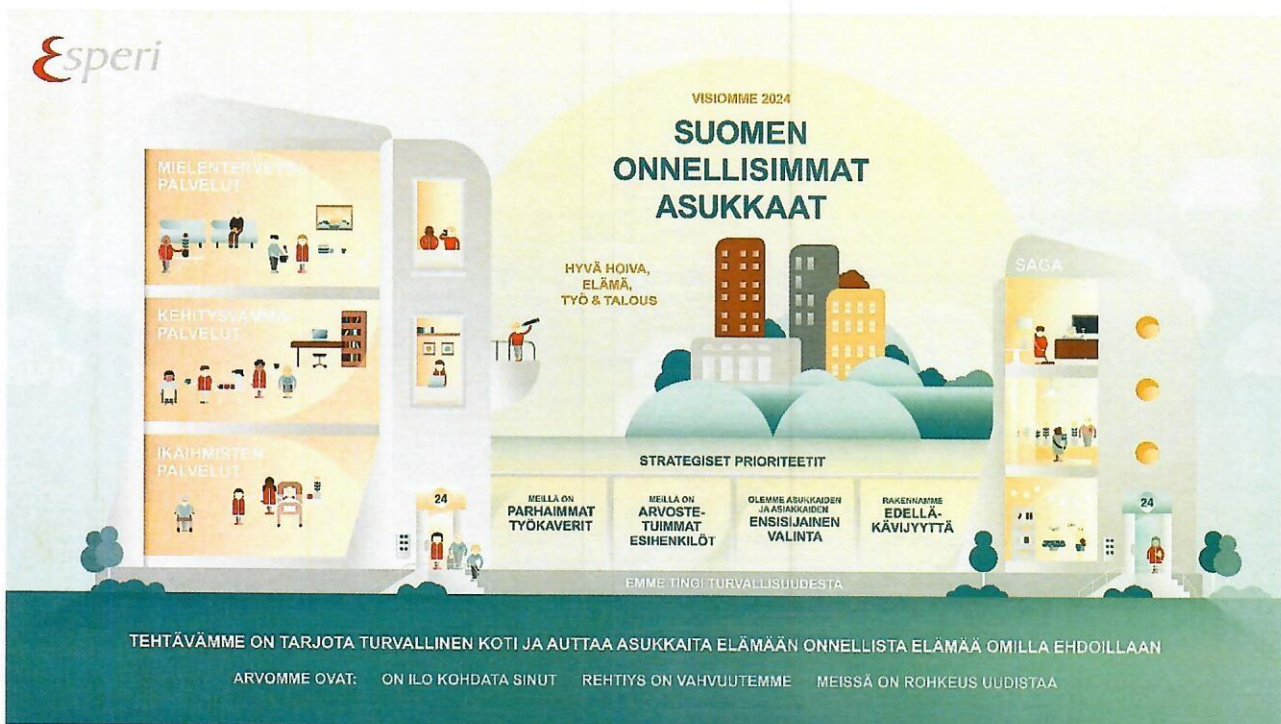 Esperi
VISIOMME 2024
SUOMEN
ONNELLISIMMAT
ASUKKAAT
HYVÄ HOIVA,
ELÄMÄ,
TYÖ & TALOUS
MIELENTERVEYS
PALVELUT
KEHITYSVAMMA
PALVELUT
IKÄIHMISTEN
PALVELUT
24
SAGA
24
STRATEGISET PRIORITEETIT
MEILLÄ ON
PARHAIMMAT
TYÖKAVERIT
MEILLÄ ON
ARVOSTE-
TUIMMAT
ESIHENKILÖT
OLEMME ASUKKAIDEN
JA ASIAKKAIDEN
ENSISIJAINEN
VALINTA
RAKENNAMME
EDELLÄ-
KÄVIJYYTTÄ
EMME TINGI TURVALLISUUDESTA
TEHTÄVÄMME ON TARJOTA TURVALLINEN KOTI JA AUTTAA ASUKKAITA ELÄMÄÄN ONNELLISTA ELÄMÄÄ OMILLA EHDOILLAAN
ARVOMME OVAT: ON ILO KOHDATA SINUT REHTIYS ON VAHVUUTEMME MEISSÄ ON ROHKEUS UUDISTAA